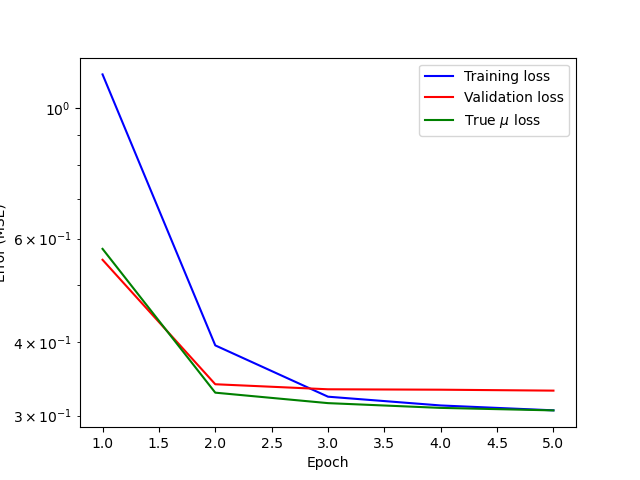 Training loss
Validation loss
True μ loss
10⁰
6 × 10⁻¹
4 × 10⁻¹
3 × 10⁻¹
1.0 1.5 2.0 2.5 3.0 3.5 4.0 4.5 5.0
Epoch